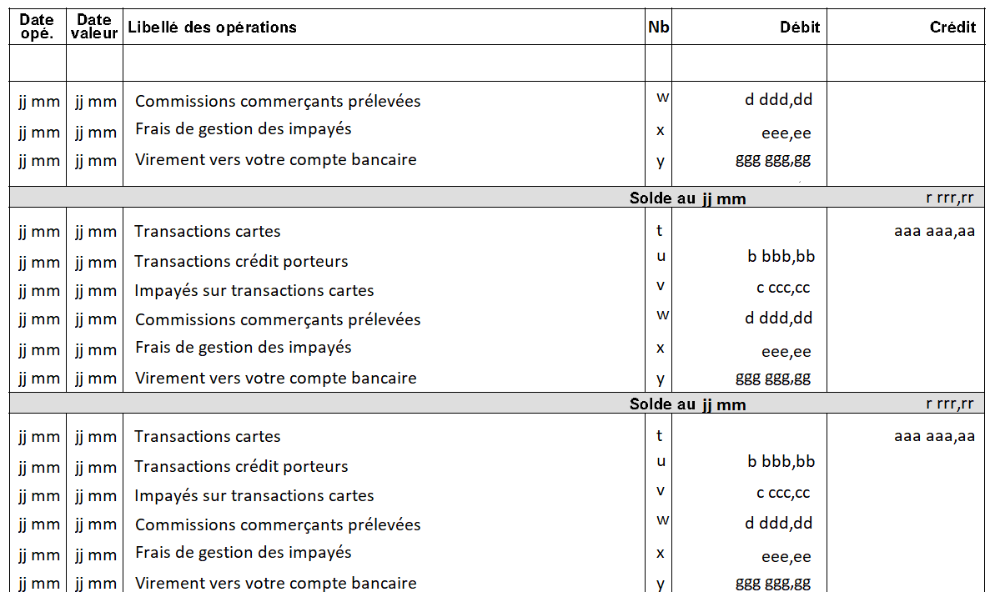 Date opé. Date valeur Libellé des opérations Nb Débit Crédit
jj mm jj mm Commissions commerçants prélevées w d ddd,dd
jj mm jj mm Frais de gestion des impayés x eee,ee
jj mm jj mm Virement vers votre compte bancaire y ggg ggg,gg
Solde au jj mm r rrr,rr
jj mm jj mm Transactions cartes t aaa aaa,aa
jj mm jj mm Transactions crédit porteurs u b bbb,bb
jj mm jj mm Impayés sur transactions cartes v c ccc,cc
jj mm jj mm Commissions commerçants prélevées w d ddd,dd
jj mm jj mm Frais de gestion des impayés x eee,ee
jj mm jj mm Virement vers votre compte bancaire y ggg ggg,gg
Solde au jj mm r rrr,rr
jj mm jj mm Transactions cartes t aaa aaa,aa
jj mm jj mm Transactions crédit porteurs u b bbb,bb
jj mm jj mm Impayés sur transactions cartes v c ccc,cc
jj mm jj mm Commissions commerçants prélevées w d ddd,dd
jj mm jj mm Frais de gestion des impayés x eee,ee
jj mm jj mm Virement vers votre compte bancaire y ggg ggg,gg